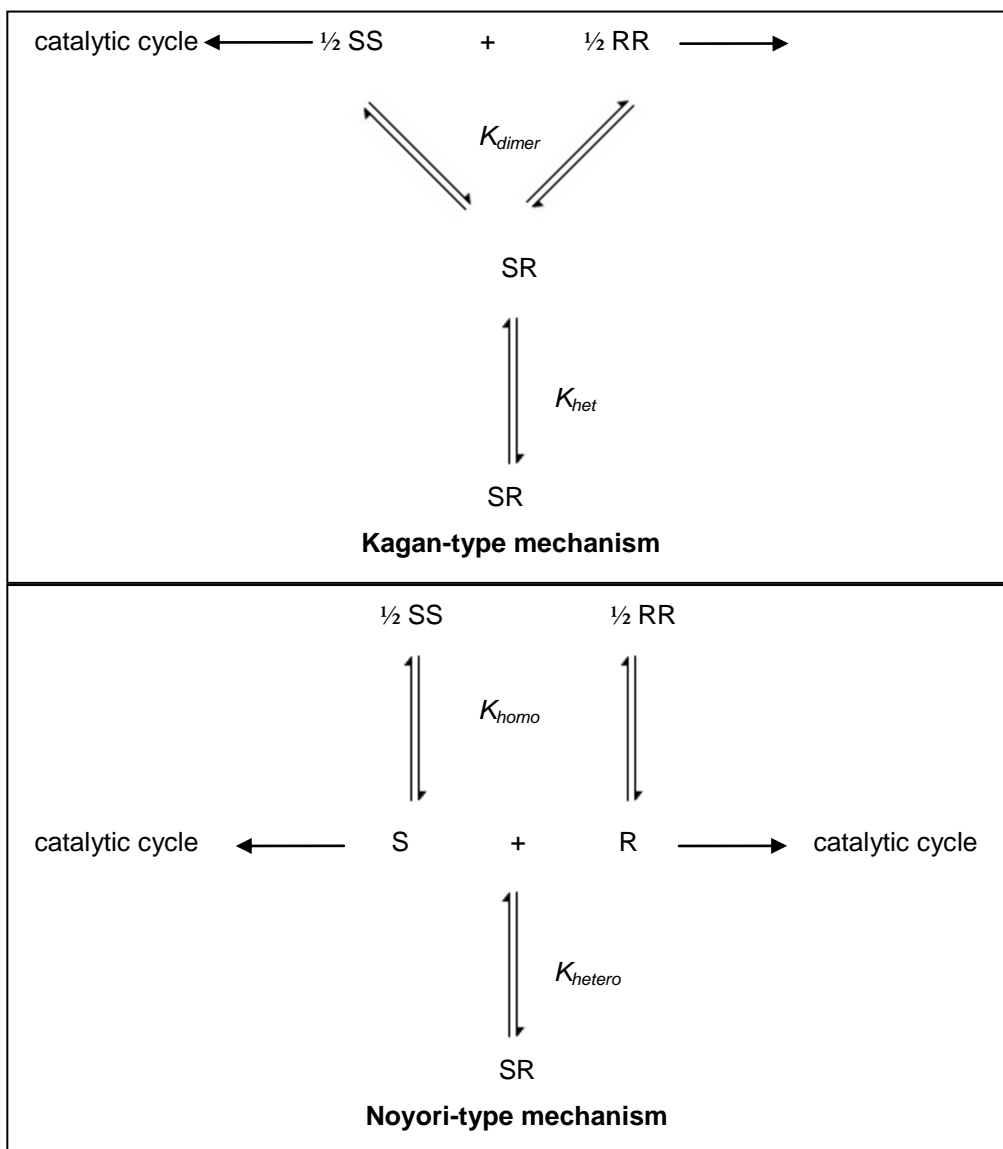 catalytic cycle ½ SS + ½ RR
Kdimer
SR
Khet
SR
Kagan-type mechanism
½ SS ½ RR
Khomo
catalytic cycle S + R catalytic cycle
Khetero
SR
Noyori-type mechanism